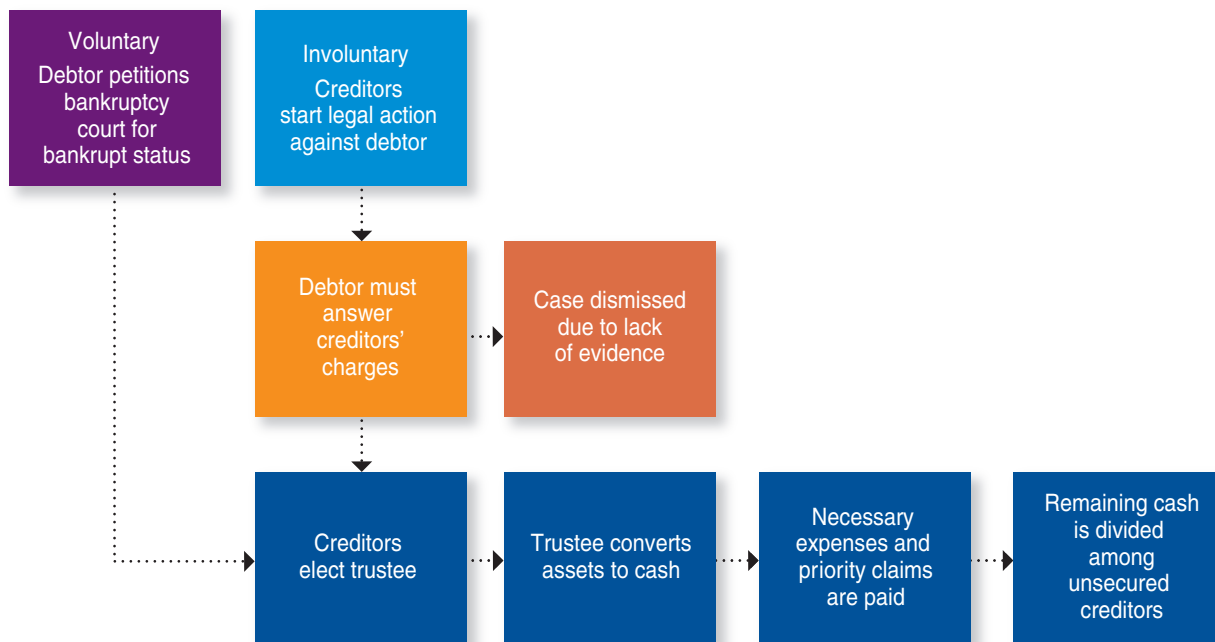 Voluntary
Debtor petitions
bankruptcy
court for
bankrupt status
Involuntary
Creditors
start legal action
against debtor
Debtor must
answer
creditors’
charges
Case dismissed
due to lack
of evidence
Creditors
elect trustee
Trustee converts
assets to cash
Necessary
expenses and
priority claims
are paid
Remaining cash
is divided
among
unsecured
creditors